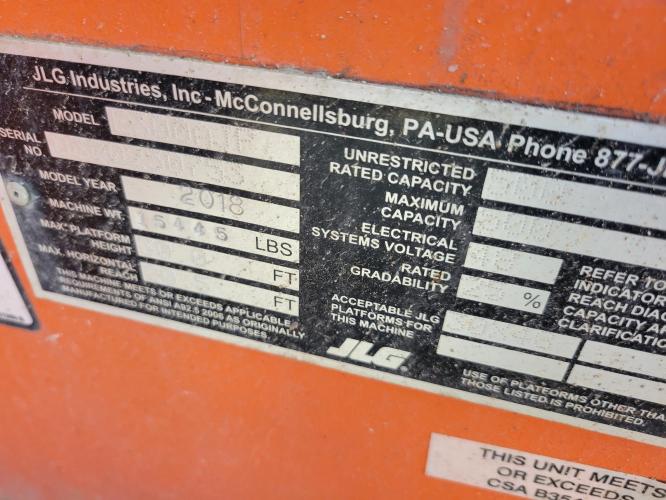 JLG Industries, Inc - McConnellsburg, PA-USA Phone 877-J
MODEL
SERIAL
NO.
MODEL YEAR 2018
MACHINE WT. 15445 LBS
MAX. PLATFORM
HEIGHT FT
MAX. HORIZONTAL
REACH FT
THIS MACHINE MEETS OR EXCEEDS APPLICABLE
REQUIREMENTS OF ANSI A92.5 2006 AS ORIGINALLY
MANUFACTURED FOR INTENDED PURPOSES.
UNRESTRICTED
RATED CAPACITY
MAXIMUM
CAPACITY
ELECTRICAL
SYSTEMS VOLTAGE
RATED
GRADABILITY %
ACCEPTABLE JLG
PLATFORMS FOR
THIS MACHINE
JLG
REFER TO
INDICATOR
REACH DIAG
CAPACITY A
CLARIFICATION
USE OF PLATFORMS OTHER THA
THOSE LISTED IS PROHIBITED.
THIS UNIT MEETS
OR EXCEEDS
CSA B35